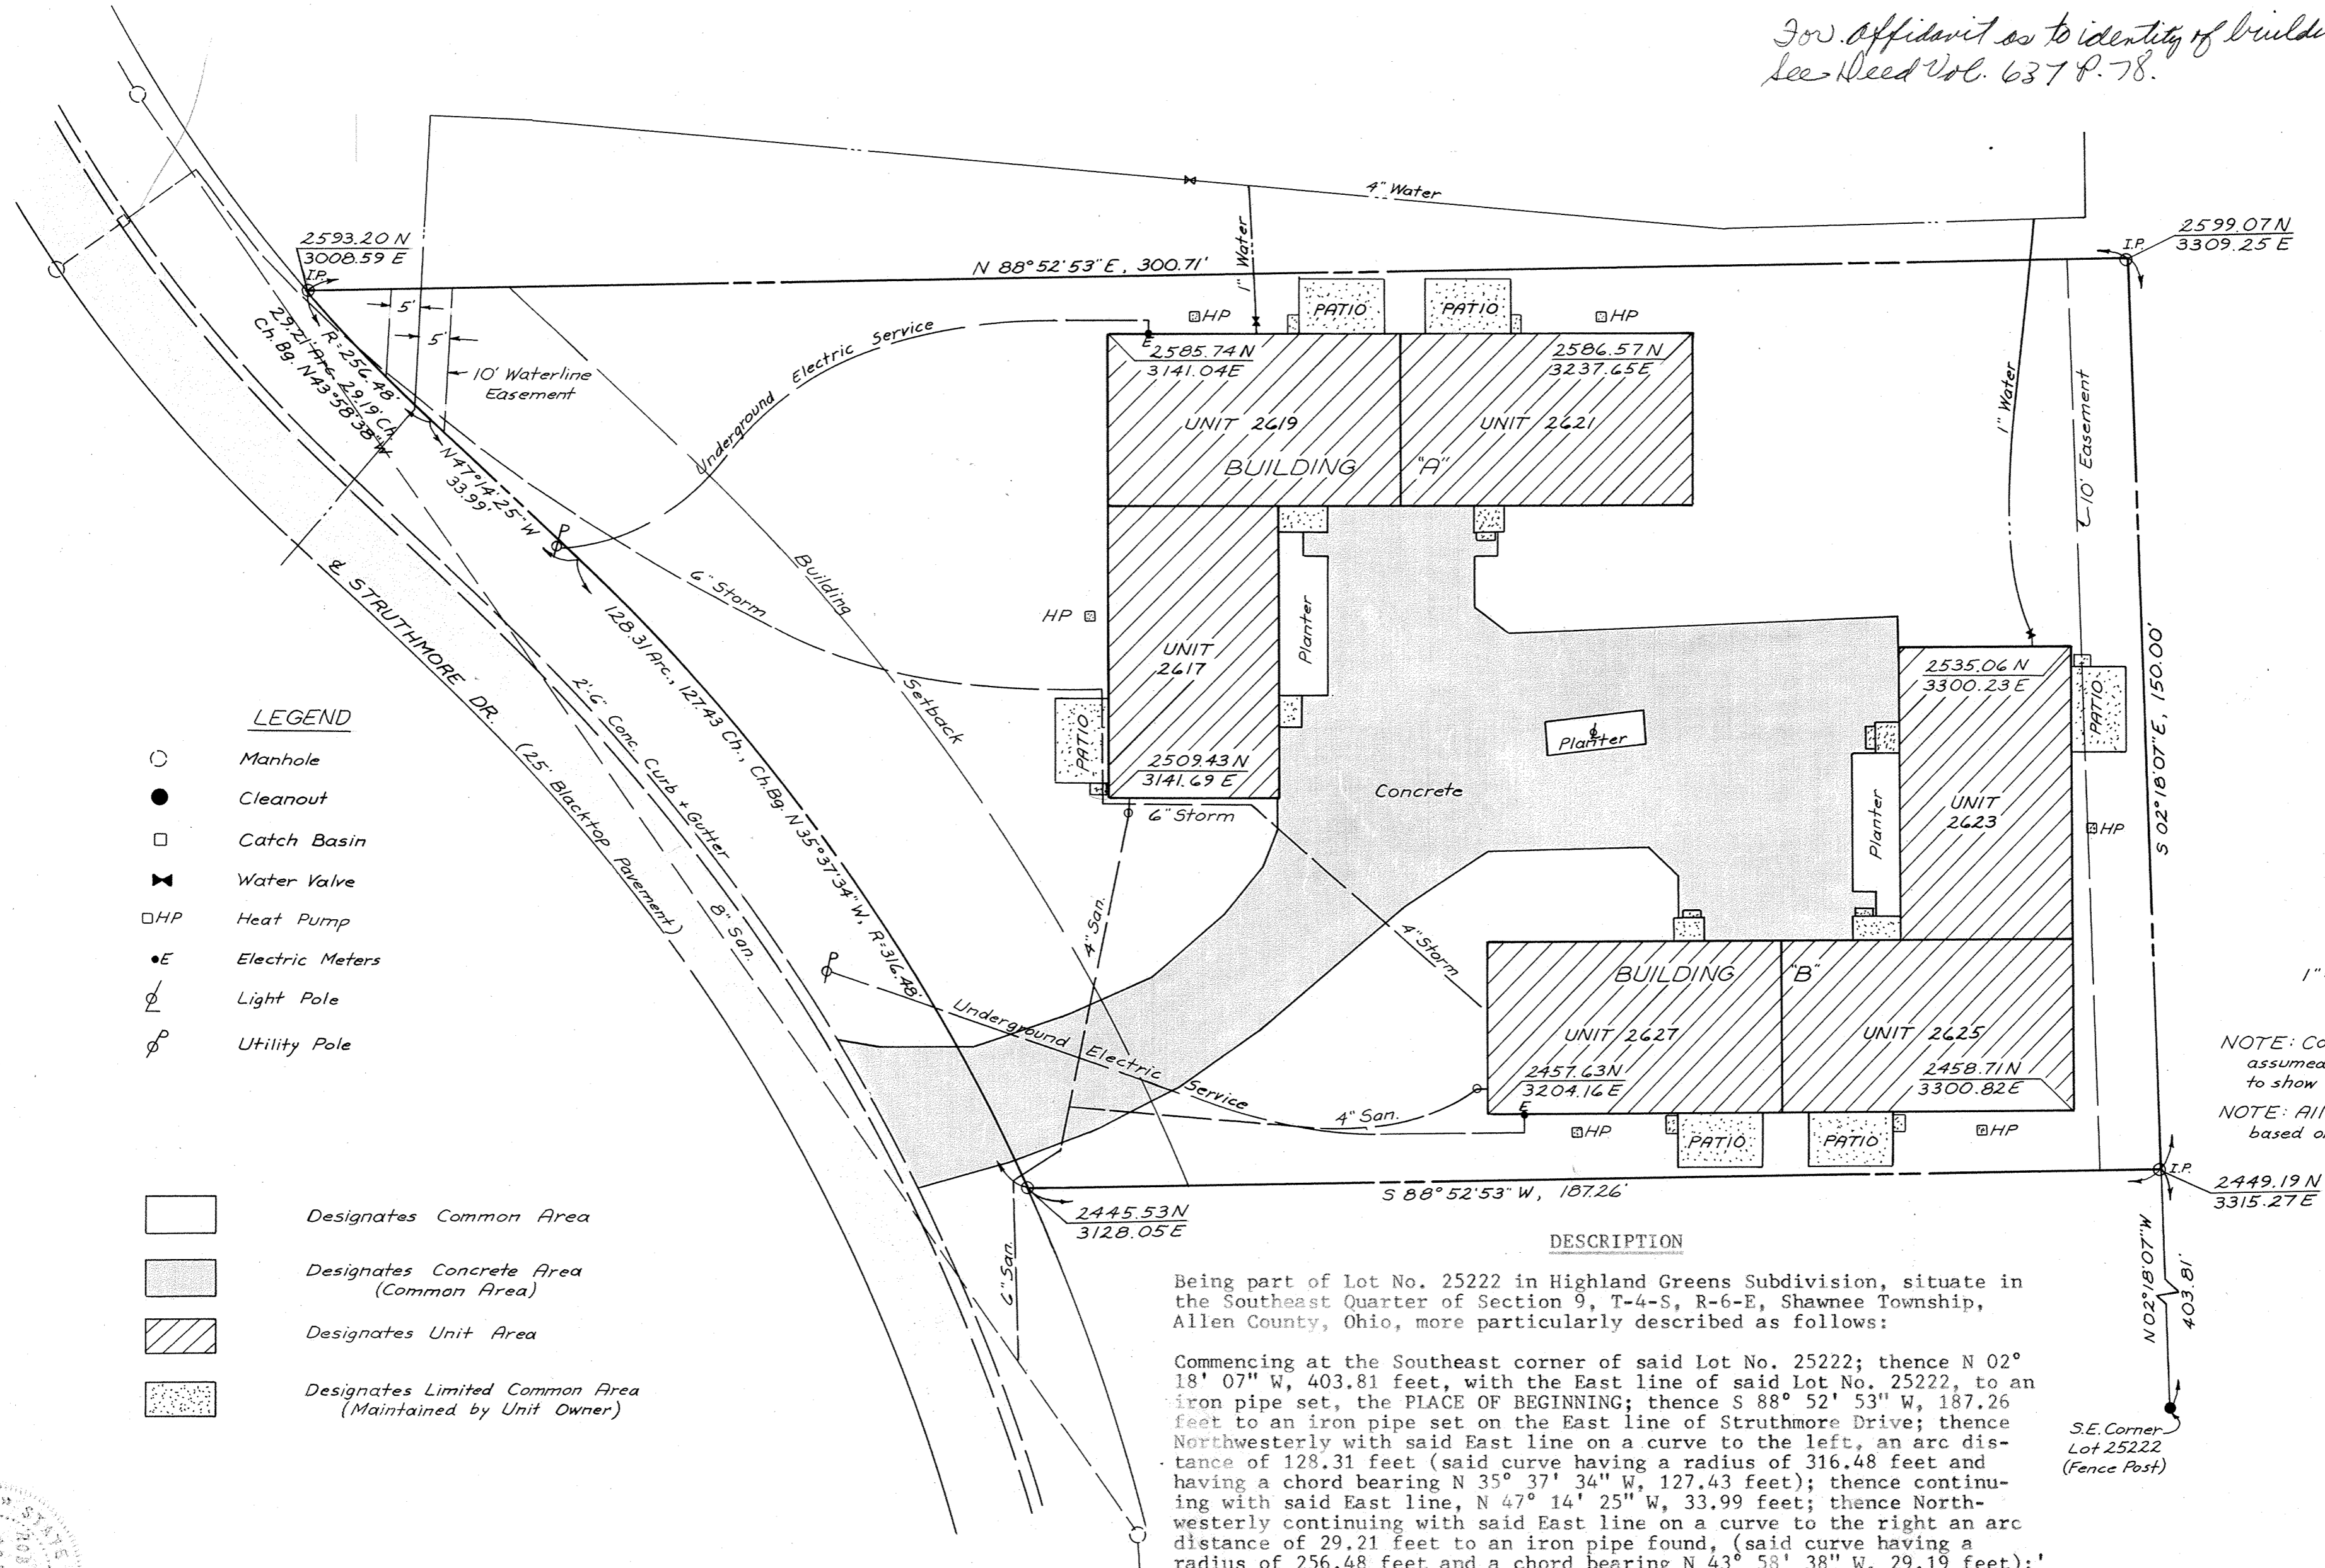 For Affidavit as to identity of
See Deed Vol. 637 P. 78.
4" Water
1" Water
2593.20 N
3008.59 E
I.P.
N 88° 52' 53" E, 300.71'
2599.07 N
3309.25 E
I.P.
5'
5'
10' Waterline
Easement
R=256.48'
29.21 Arc, 29.19' Ch.
Ch. Bg. N43°58'38"W
N47°14'25"W
33.99'
Underground Electric Service
HP
PATIO
PATIO
HP
E
2585.74 N
3141.04 E
2586.57 N
3237.65 E
UNIT 2619
UNIT 2621
BUILDING "A"
1" Water
10' Easement
S 02° 18' 07" E, 150.00'
6" Storm
Building
Setback
HP
UNIT
2617
Planter
PATIO
2509.43 N
3141.69 E
6" Storm
Concrete
Planter
2535.06 N
3300.23 E
PATIO
UNIT
2623
Planter
HP
℄ STRUTHMORE DR. (25' Blacktop Pavement)
2'-6" Conc. Curb + Gutter
128.31 Arc., 127.43 Ch., Ch. Bg. N 35° 37' 34" W, R=316.48'
8" San.
4" San.
4" Storm
Underground Electric Service
BUILDING "B"
UNIT 2627
UNIT 2625
2457.63 N
3204.16 E
2458.71 N
3300.82 E
E
4" San.
HP
PATIO
PATIO
HP
S 88° 52' 53" W, 187.26'
2445.53 N
3128.05 E
6" San.
I.P.
2449.19 N
3315.27 E
N 02° 18' 07" W
403.81'
S.E. Corner
Lot 25222
(Fence Post)
1"
NOTE:
assumed
to show
NOTE: All
based
LEGEND
Manhole
Cleanout
Catch Basin
Water Valve
HP Heat Pump
E Electric Meters
Light Pole
Utility Pole
Designates Common Area
Designates Concrete Area
(Common Area)
Designates Unit Area
Designates Limited Common Area
(Maintained by Unit Owner)
DESCRIPTION
Being part of Lot No. 25222 in Highland Greens Subdivision, situate in
the Southeast Quarter of Section 9, T-4-S, R-6-E, Shawnee Township,
Allen County, Ohio, more particularly described as follows:
Commencing at the Southeast corner of said Lot No. 25222; thence N 02°
18' 07" W, 403.81 feet, with the East line of said Lot No. 25222, to an
iron pipe set, the PLACE OF BEGINNING; thence S 88° 52' 53" W, 187.26
feet to an iron pipe set on the East line of Struthmore Drive; thence
Northwesterly with said East line on a curve to the left, an arc dis-
tance of 128.31 feet (said curve having a radius of 316.48 feet and
having a chord bearing N 35° 37' 34" W, 127.43 feet); thence continu-
ing with said East line, N 47° 14' 25" W, 33.99 feet; thence North-
westerly continuing with said East line on a curve to the right an arc
distance of 29.21 feet to an iron pipe found, (said curve having a
radius of 256.48 feet and a chord bearing N 43° 58' 38" W, 29.19 feet);
STATE